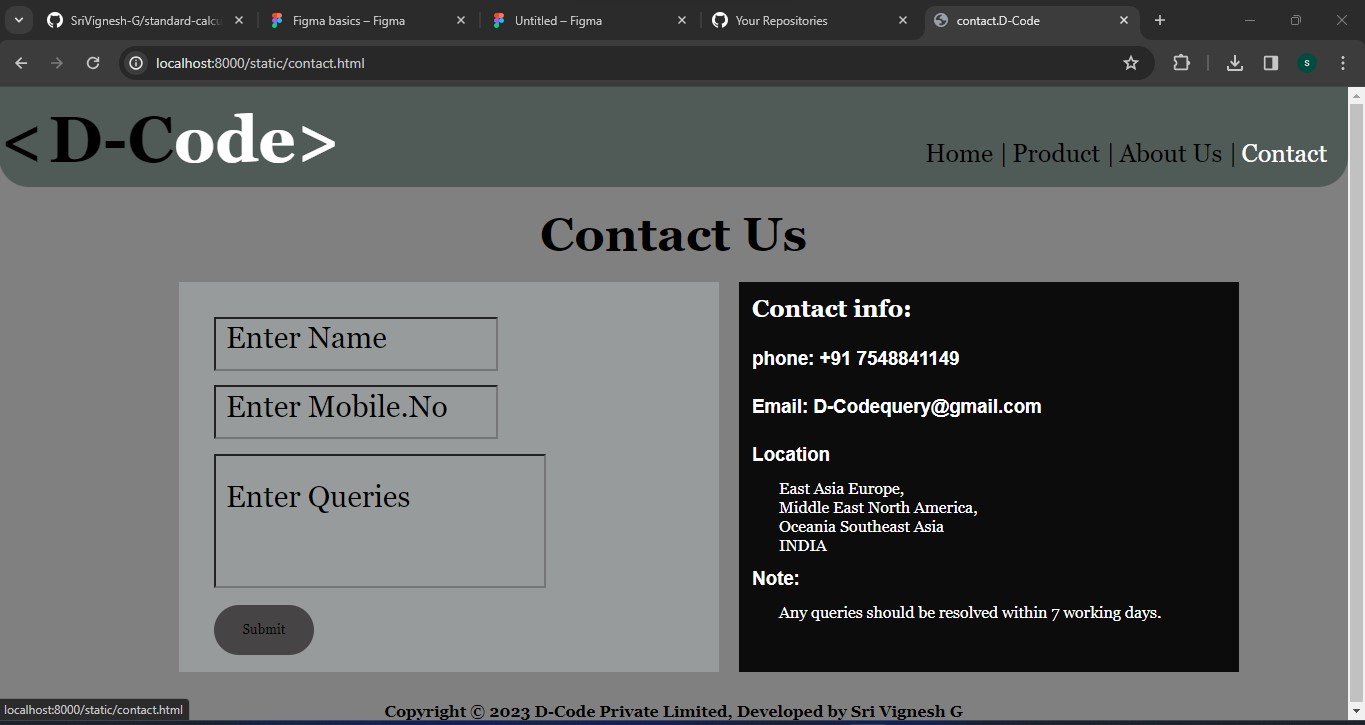 SriVignesh-G/standard-calcu
Figma basics – Figma
Untitled – Figma
Your Repositories
contact.D-Code
localhost:8000/static/contact.html
s
< D-Code>
Home | Product | About Us | Contact
Contact Us
Enter Name
Enter Mobile.No
Enter Queries
Submit
Contact info:
phone: +91 7548841149
Email: D-Codequery@gmail.com
Location
East Asia Europe,
Middle East North America,
Oceania Southeast Asia
INDIA
Note:
Any queries should be resolved within 7 working days.
localhost:8000/static/contact.html
Copyright © 2023 D-Code Private Limited, Developed by Sri Vignesh G